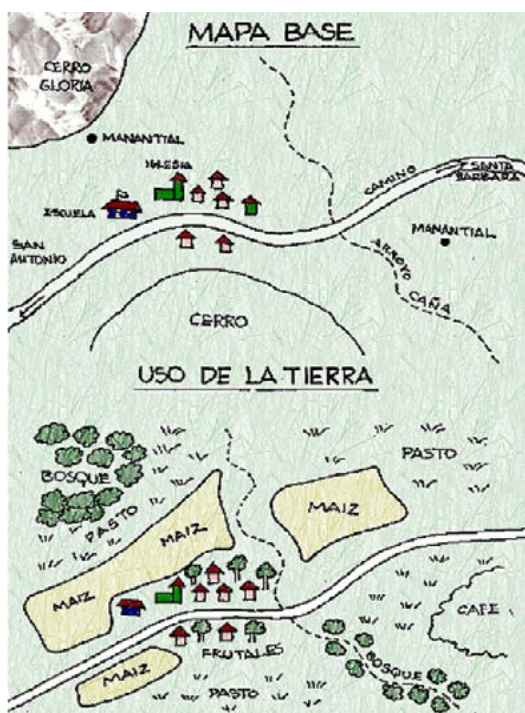 MAPA BASE
CERRO
GLORIA
MANANTIAL
IGLESIA
ESCUELA
CAMINO
SANTA
BARBARA
SAN
ANTONIO
MANANTIAL
ARROYO
CAÑA
CERRO
USO DE LA TIERRA
BOSQUE
PASTO
PASTO
MAIZ
MAIZ
MAIZ
CAFE
FRUTALES
MAIZ
BOSQUE
PASTO